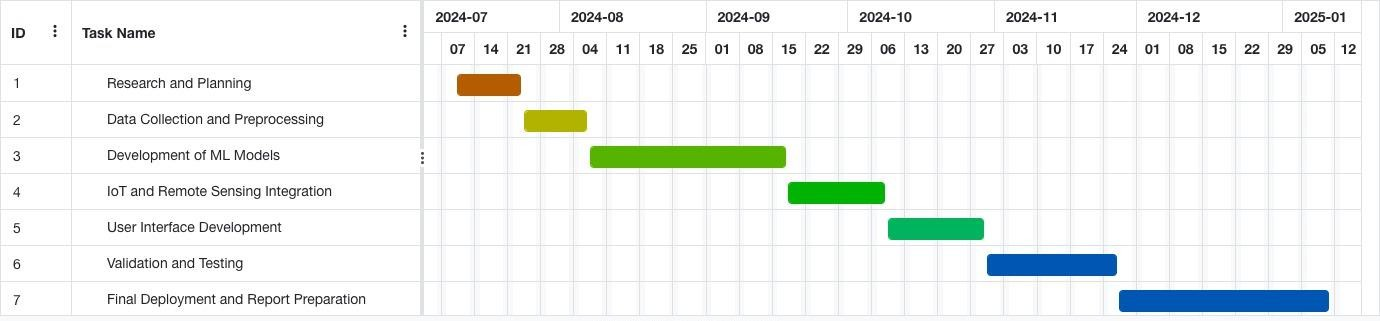 2024-07 2024-08 2024-09 2024-10 2024-11 2024-12 2025-01
ID Task Name
07 14 21 28 04 11 18 25 01 08 15 22 29 06 13 20 27 03 10 17 24 01 08 15 22 29 05 12
1 Research and Planning
2 Data Collection and Preprocessing
3 Development of ML Models
4 IoT and Remote Sensing Integration
5 User Interface Development
6 Validation and Testing
7 Final Deployment and Report Preparation